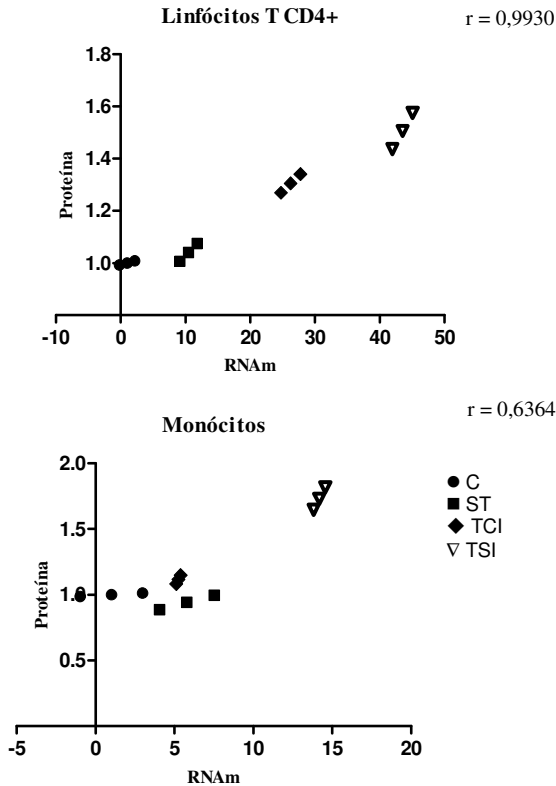 Linfócitos T CD4+
r = 0,9930
1.8
1.6
1.4
1.2
1.0
Proteína
-10 0 10 20 30 40 50
RNAm
r = 0,6364
Monócitos
2.0
1.5
1.0
0.5
Proteína
C
ST
TCI
TSI
-5 0 5 10 15 20
RNAm